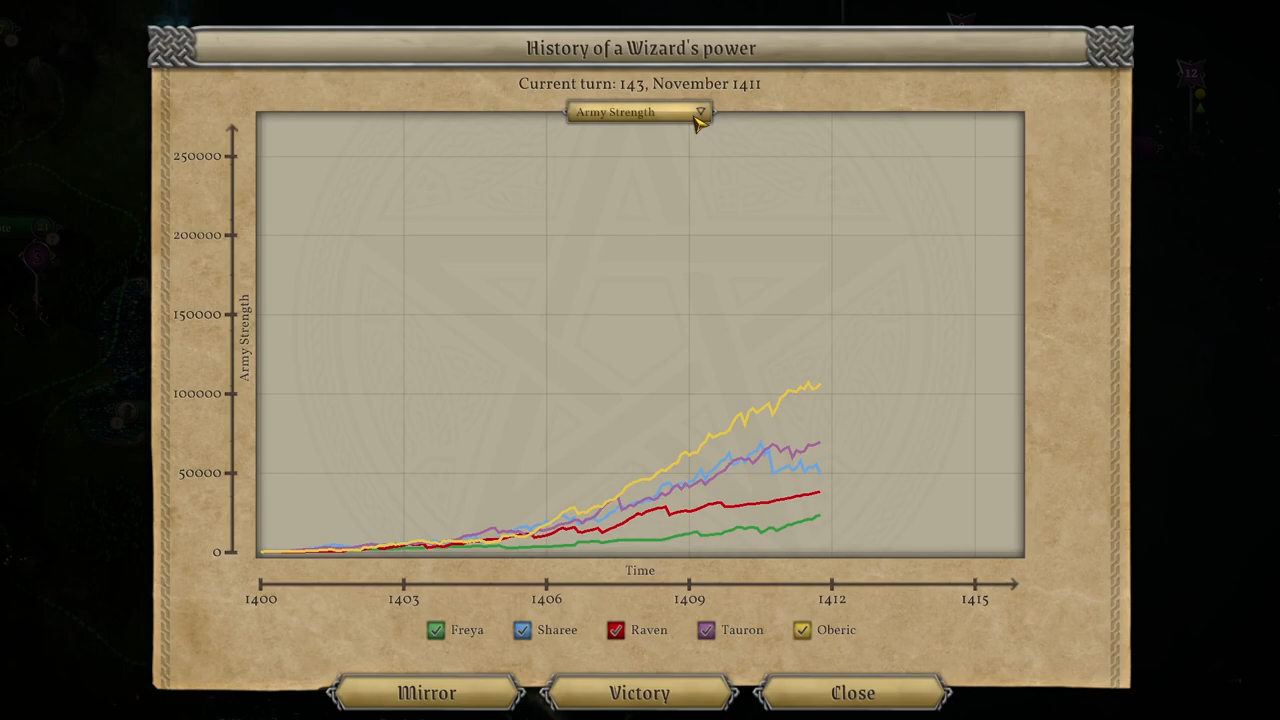 History of a Wizard's power
Current turn: 143, November 1411
Army Strength
250000
200000
150000
100000
50000
0
Army Strength
Time
1400 1403 1406 1409 1412 1415
Freya Sharee Raven Tauron Oberic
Mirror Victory Close
12